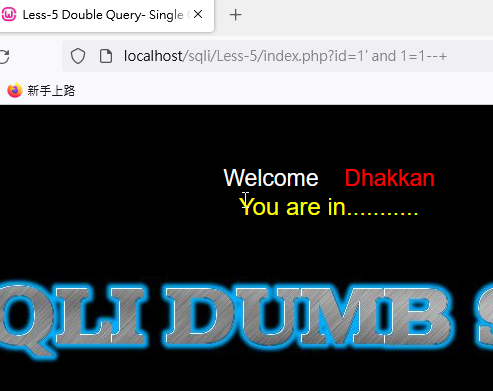 Less-5 Double Query- Single
localhost/sqli/Less-5/index.php?id=1' and 1=1--+
新手上路
Welcome Dhakkan
You are in...........
QLI DUMB S